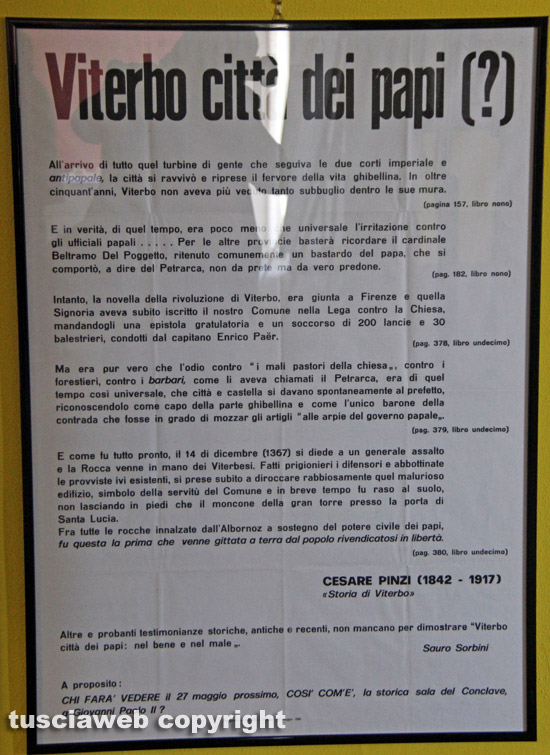 Viterbo città dei papi (?)
All'arrivo di tutto quel turbine di gente che seguiva le due corti imperiale e
antipapale, la città si ravvivò e riprese il fervore della vita ghibellina. In oltre
cinquant'anni, Viterbo non aveva più veduto tanto subbuglio dentro le sue mura.
(pagina 157, libro nono)
E in verità, di quel tempo, era poco meno che universale l'irritazione contro
gli ufficiali papali . . . . . Per le altre provincie basterà ricordare il cardinale
Beltramo Del Poggetto, ritenuto comunemente un bastardo del papa, che si
comportò, a dire del Petrarca, non da prete ma da vero predone.
(pag. 182, libro nono)
Intanto, la novella della rivoluzione di Viterbo, era giunta a Firenze e quella
Signoria aveva subito iscritto il nostro Comune nella Lega contro la Chiesa,
mandandogli una epistola gratulatoria e un soccorso di 200 lancie e 30
balestrieri, condotti dal capitano Enrico Paër.
(pag. 378, libro undecimo)
Ma era pur vero che l'odio contro "i mali pastori della chiesa„, contro i
forestieri, contro i barbari, come li aveva chiamati il Petrarca, era di quel
tempo così universale, che città e castella si davano spontaneamente al prefetto,
riconoscendolo come capo della parte ghibellina e come l'unico barone della
contrada che fosse in grado di mozzar gli artigli "alle arpie del governo papale„.
(pag. 379, libro undecimo)
E come fu tutto pronto, il 14 di dicembre (1367) si diede a un generale assalto
e la Rocca venne in mano dei Viterbesi. Fatti prigionieri i difensori e abbottinate
le provviste ivi esistenti, si prese subito a diroccare rabbiosamente quel malurioso
edifizio, simbolo della servitù del Comune e in breve tempo fu raso al suolo,
non lasciando in piedi che il moncone della gran torre presso la porta di
Santa Lucia.
Fra tutte le rocche innalzate dall'Albornoz a sostegno del potere civile dei papi,
fu questa la prima che venne gittata a terra dal popolo rivendicatosi in libertà.
(pag. 380, libro undecimo)
CESARE PINZI (1842 - 1917)
«Storia di Viterbo»
Altre e probanti testimonianze storiche, antiche e recenti, non mancano per dimostrare "Viterbo
città dei papi: nel bene e nel male„.
Sauro Sorbini
A proposito :
CHI FARA' VEDERE il 27 maggio prossimo, COSI' COM'E', la storica sala del Conclave,
a Giovanni Paolo II ?
tusciaweb copyright